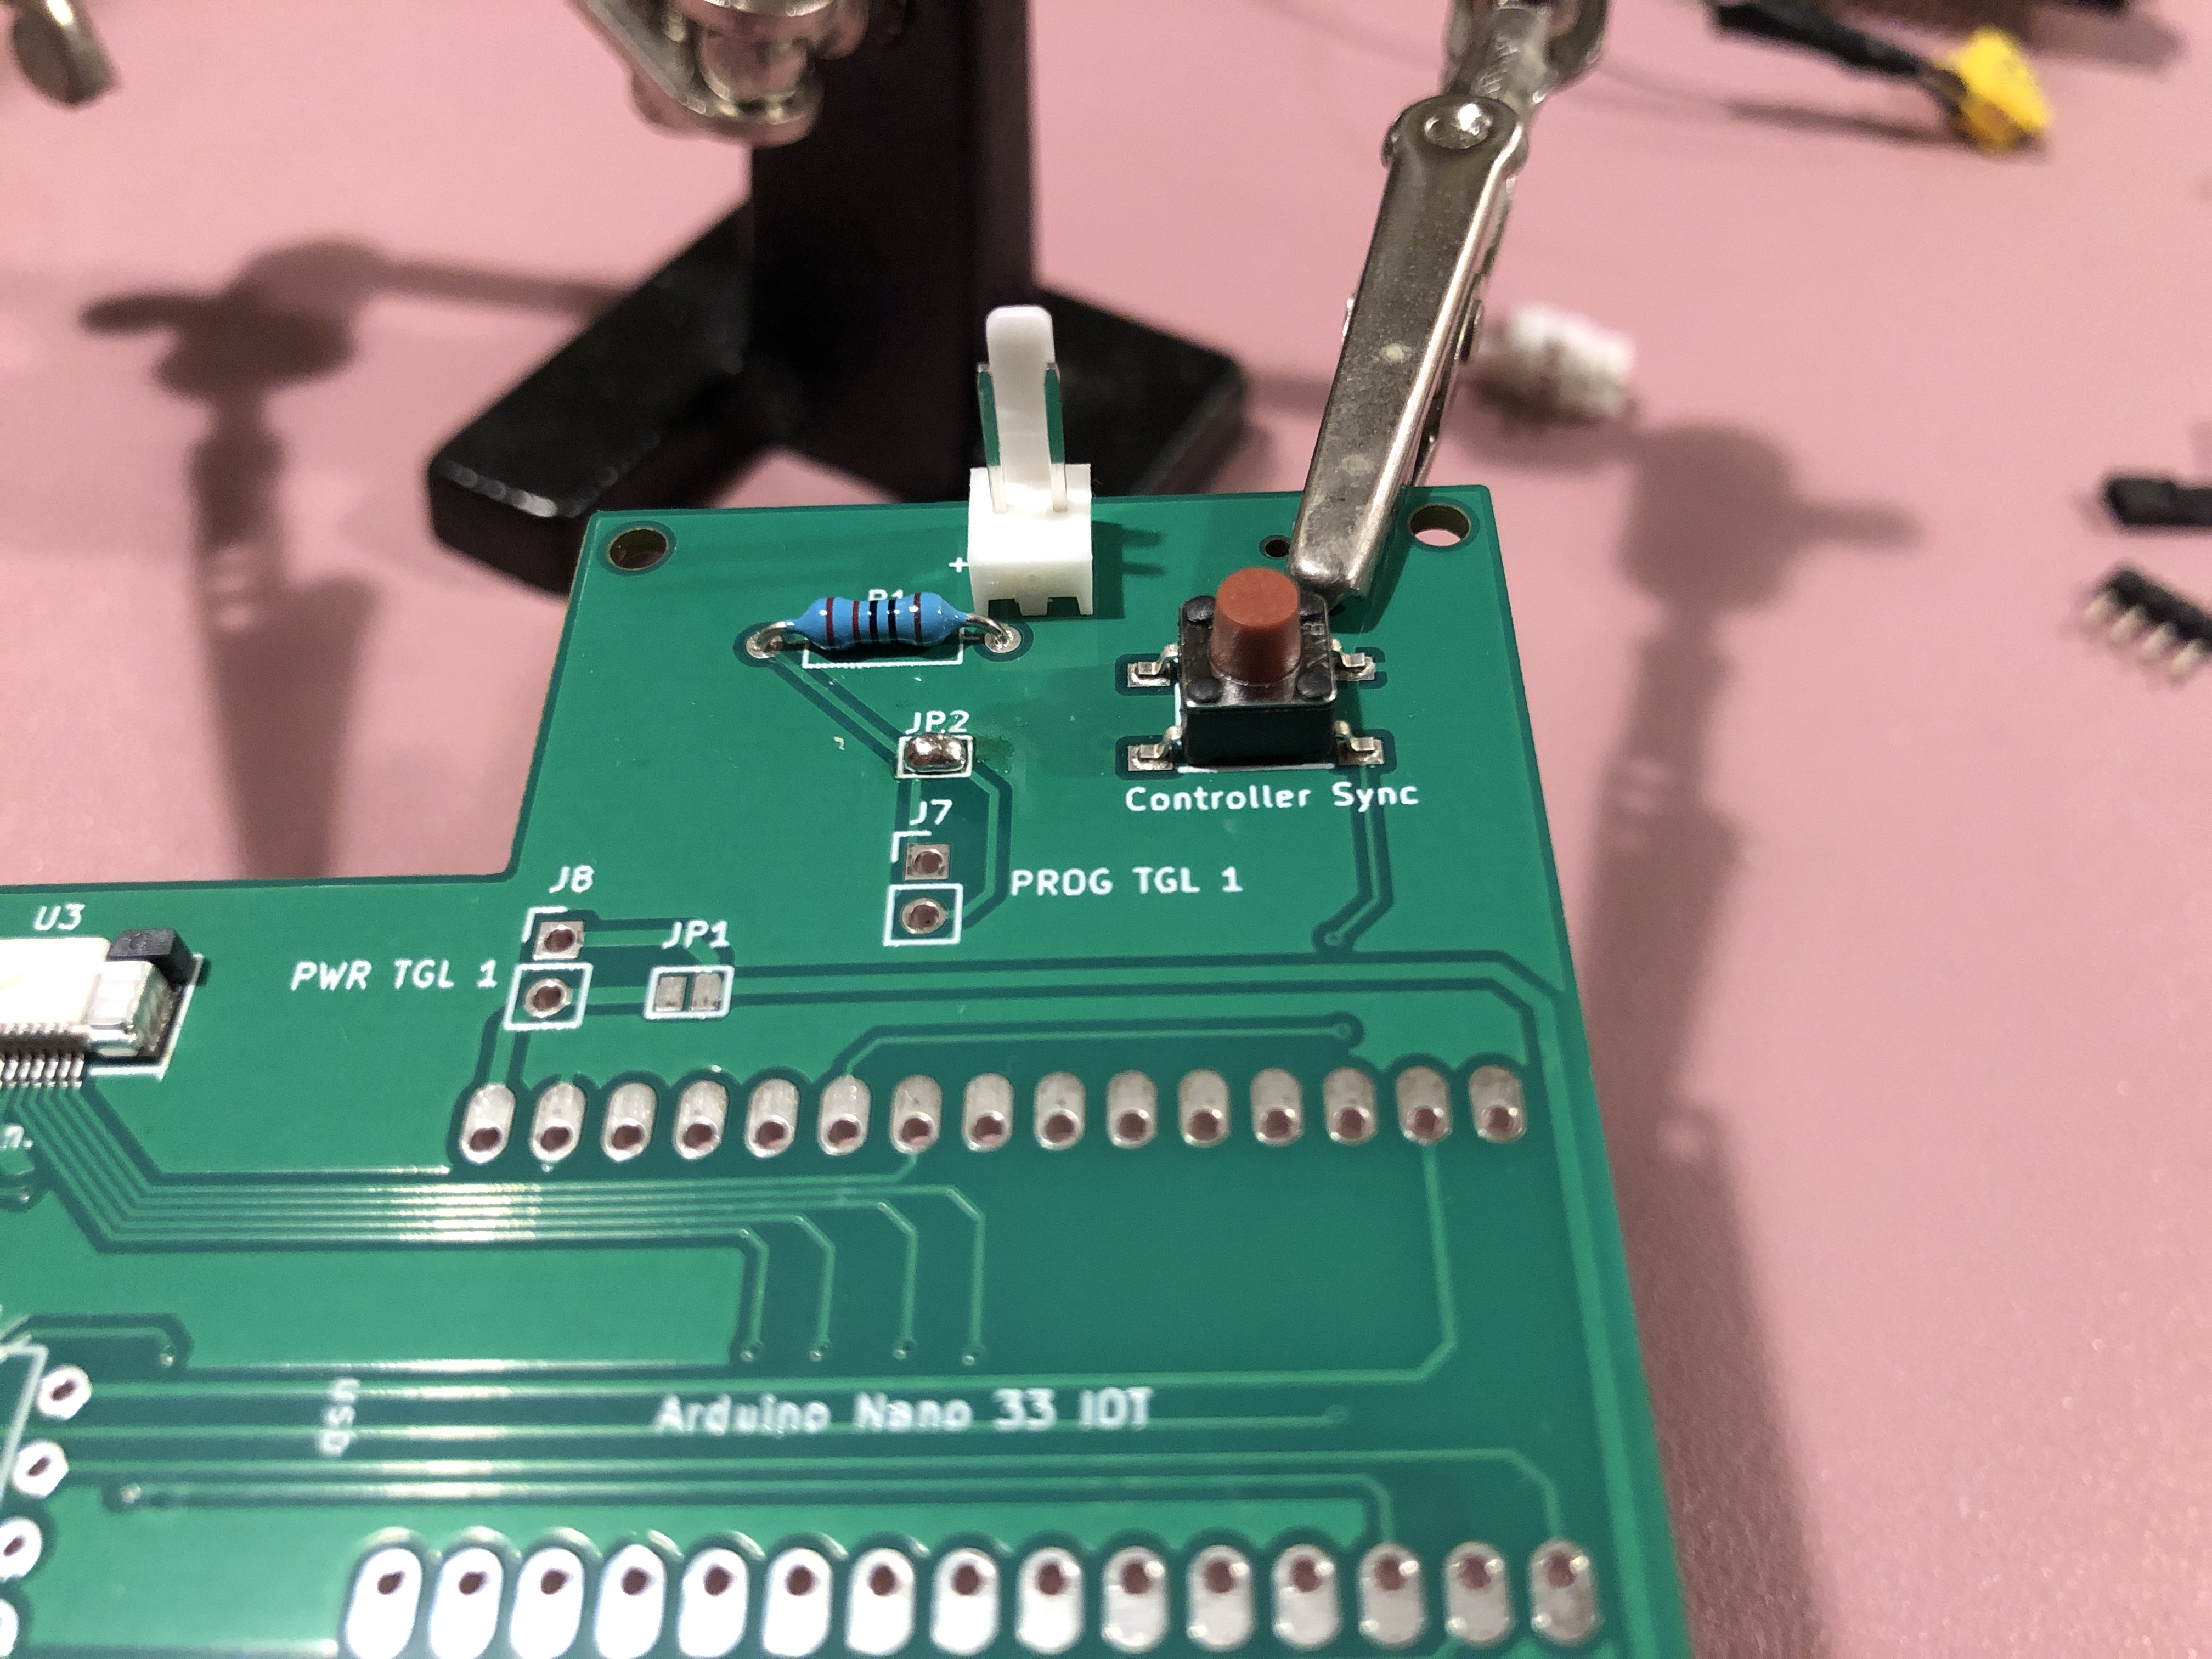 +
R1
JP2
Controller Sync
J7
PROG TGL 1
J8
JP1
U3
PWR TGL 1
n.
USB
Arduino Nano 33 IOT